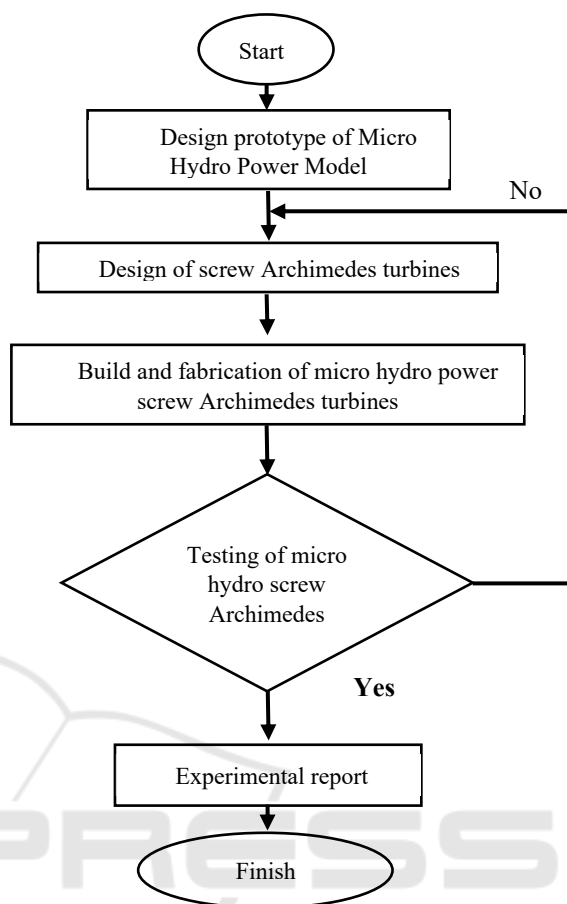 Start
Design prototype of Micro
Hydro Power Model
No
Design of screw Archimedes turbines
Build and fabrication of micro hydro power
screw Archimedes turbines
Testing of micro
hydro screw
Archimedes
Yes
Experimental report
PRESS
Finish